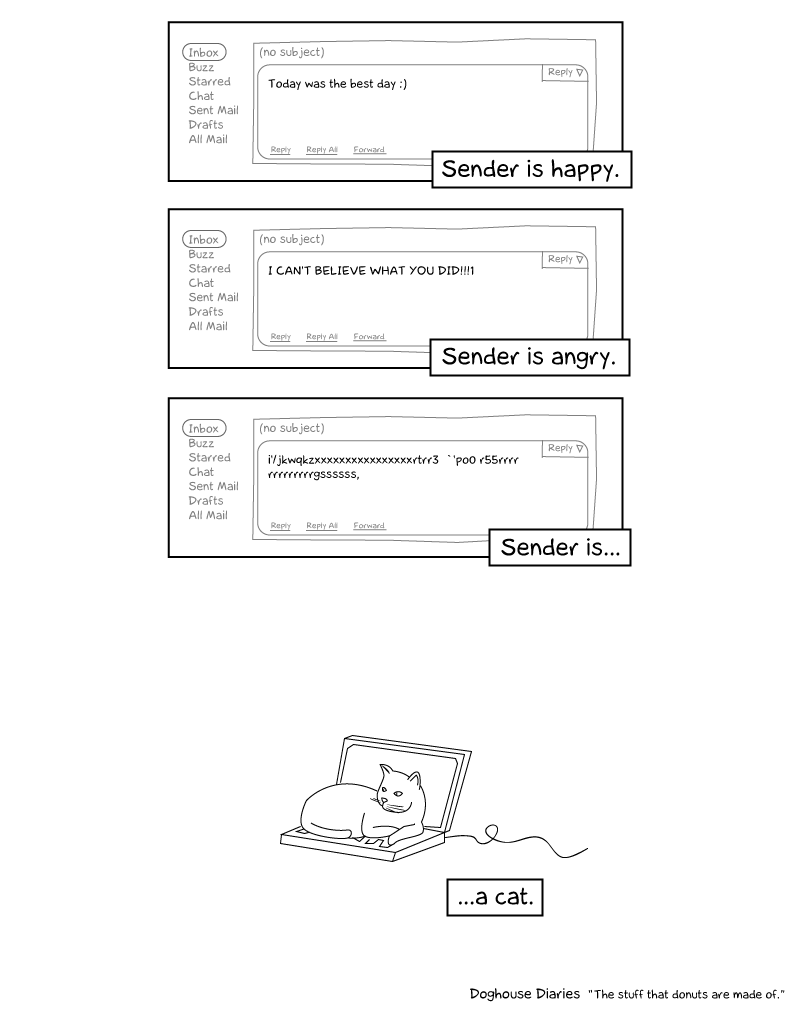 Inbox
Buzz
Starred
Chat
Sent Mail
Drafts
All Mail
(no subject)
Reply ▽
Today was the best day :)
Reply Reply All Forward
Sender is happy.
Inbox
Buzz
Starred
Chat
Sent Mail
Drafts
All Mail
(no subject)
Reply ▽
I CAN'T BELIEVE WHAT YOU DID!!!1
Reply Reply All Forward
Sender is angry.
Inbox
Buzz
Starred
Chat
Sent Mail
Drafts
All Mail
(no subject)
Reply ▽
i'/jkwqkzxxxxxxxxxxxxxxxxrtrr3 ``po0 r55rrrr
rrrrrrrrrgssssss,
Reply Reply All Forward
Sender is...
...a cat.
Doghouse Diaries "The stuff that donuts are made of."